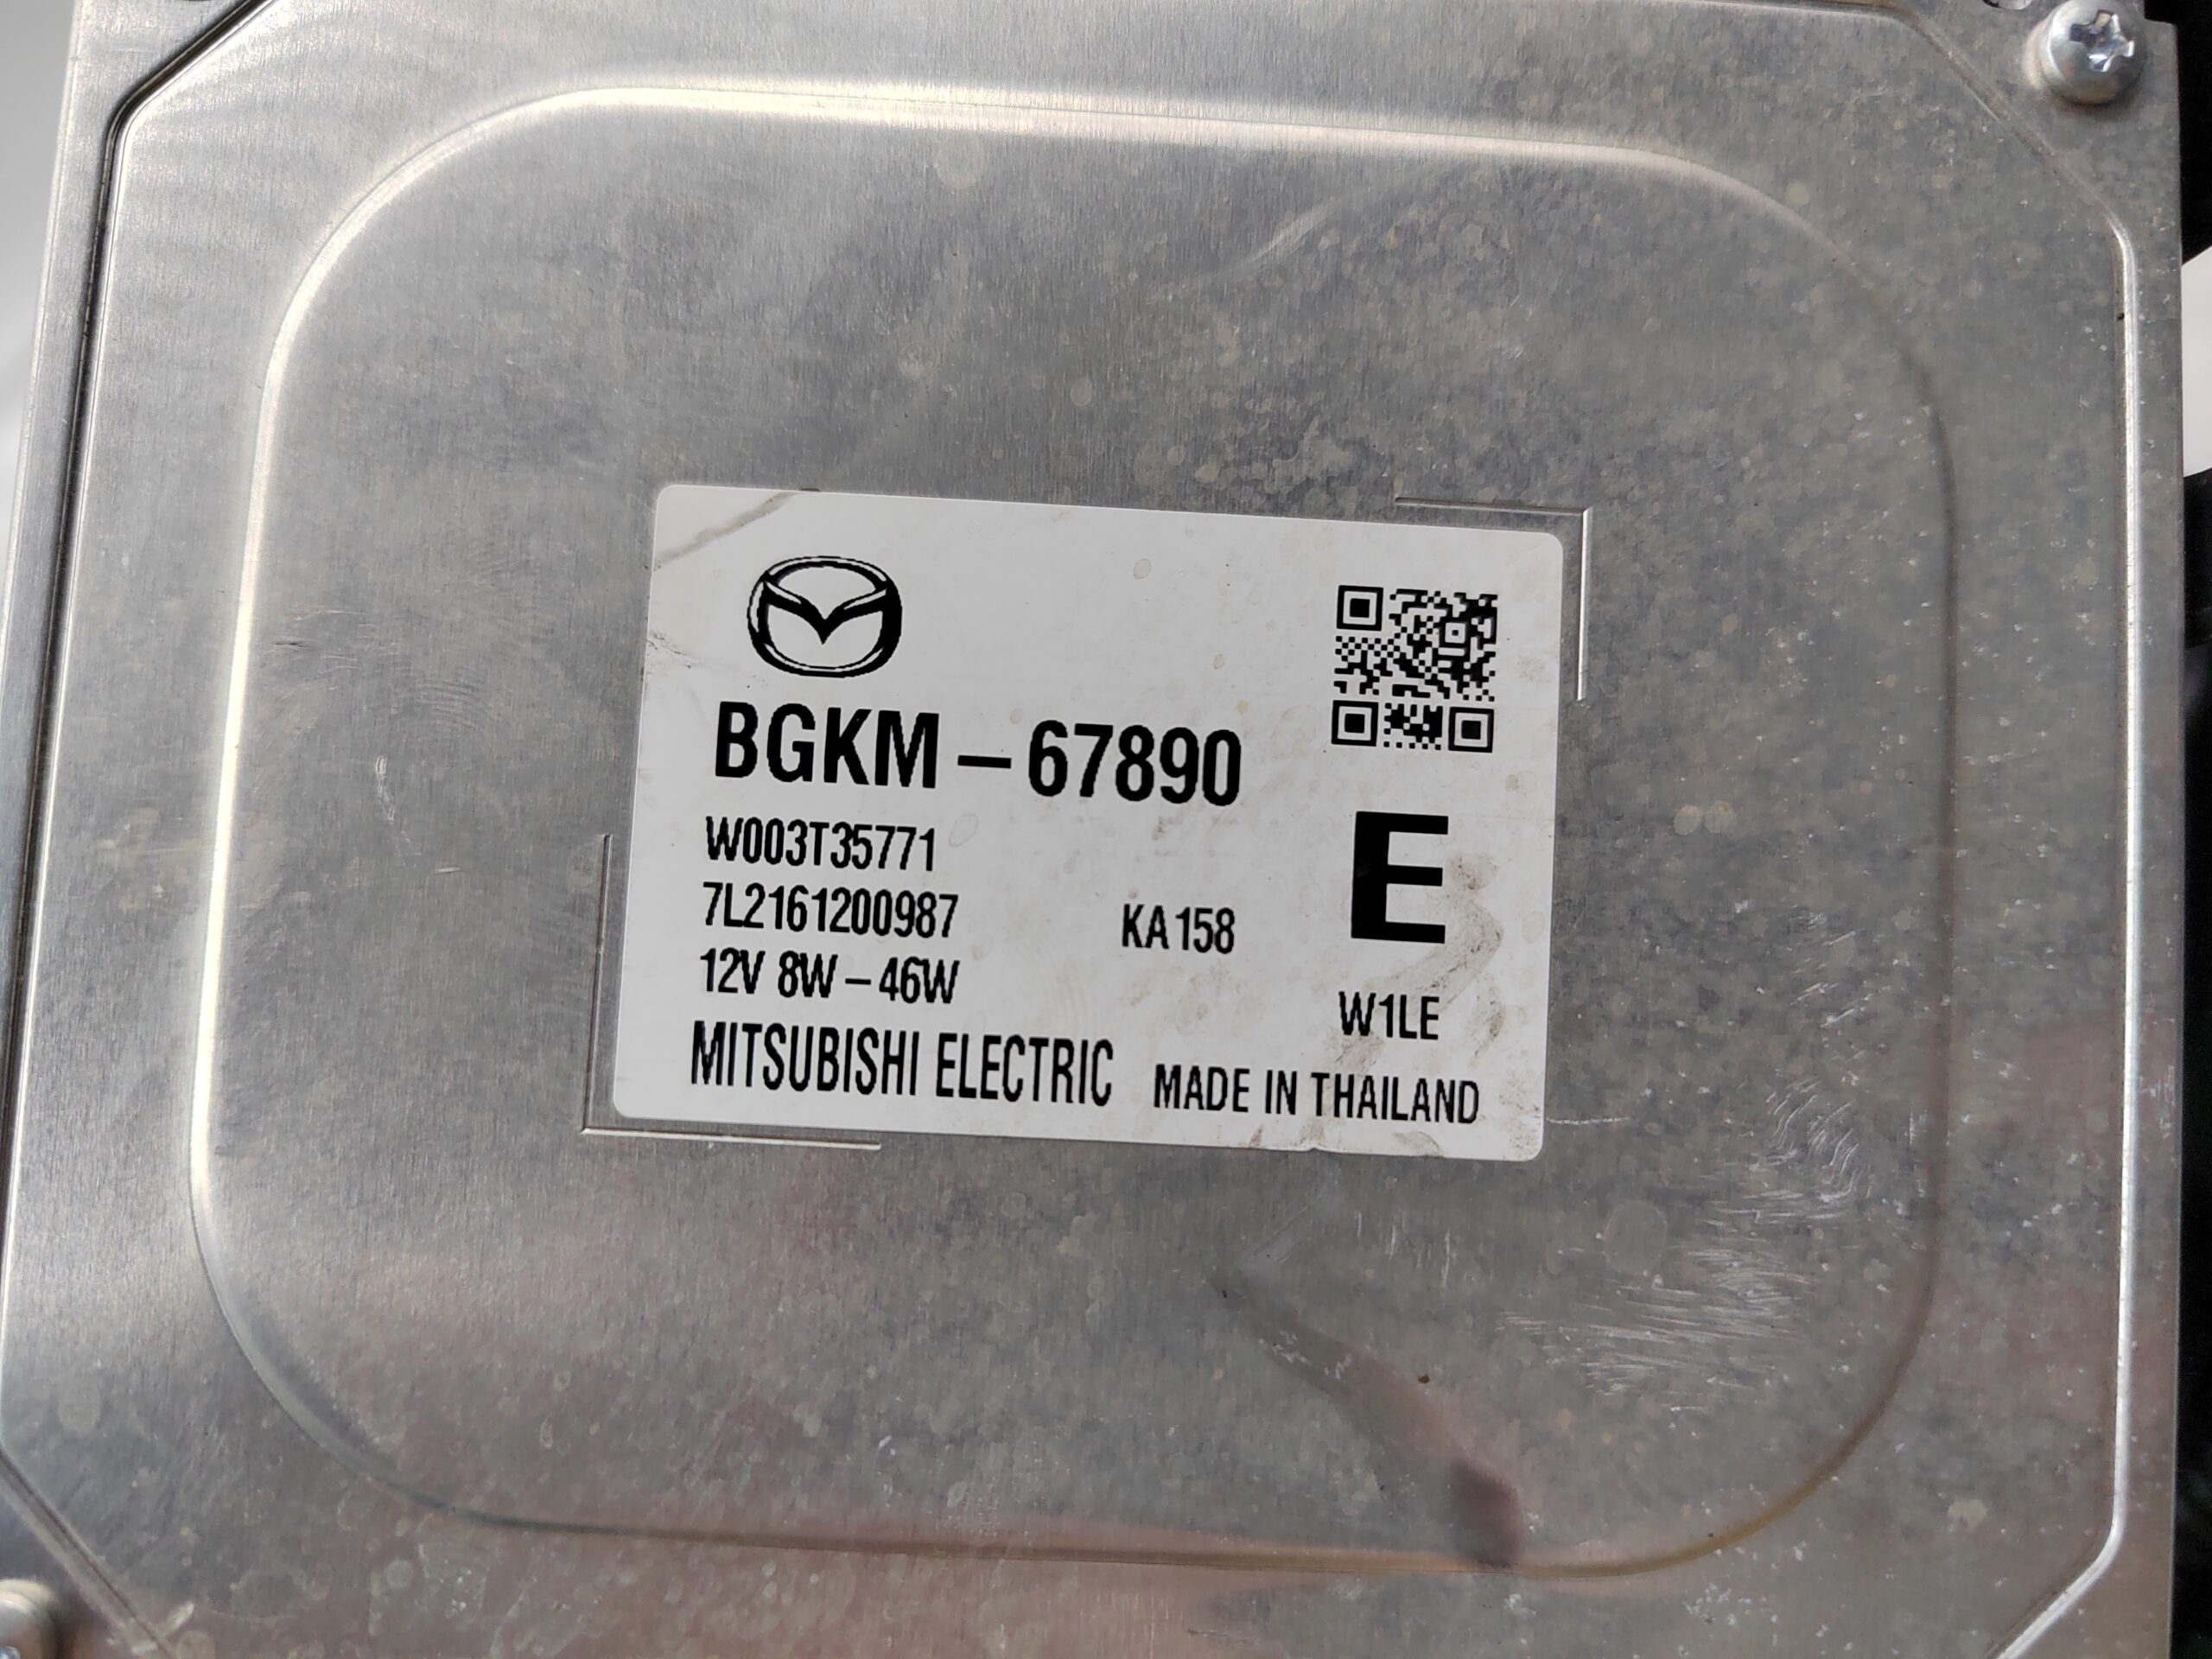 BGKM-67890
W003T35771
7L2161200987 KA158
E
12V 8W-46W
W1LE
MITSUBISHI ELECTRIC MADE IN THAILAND